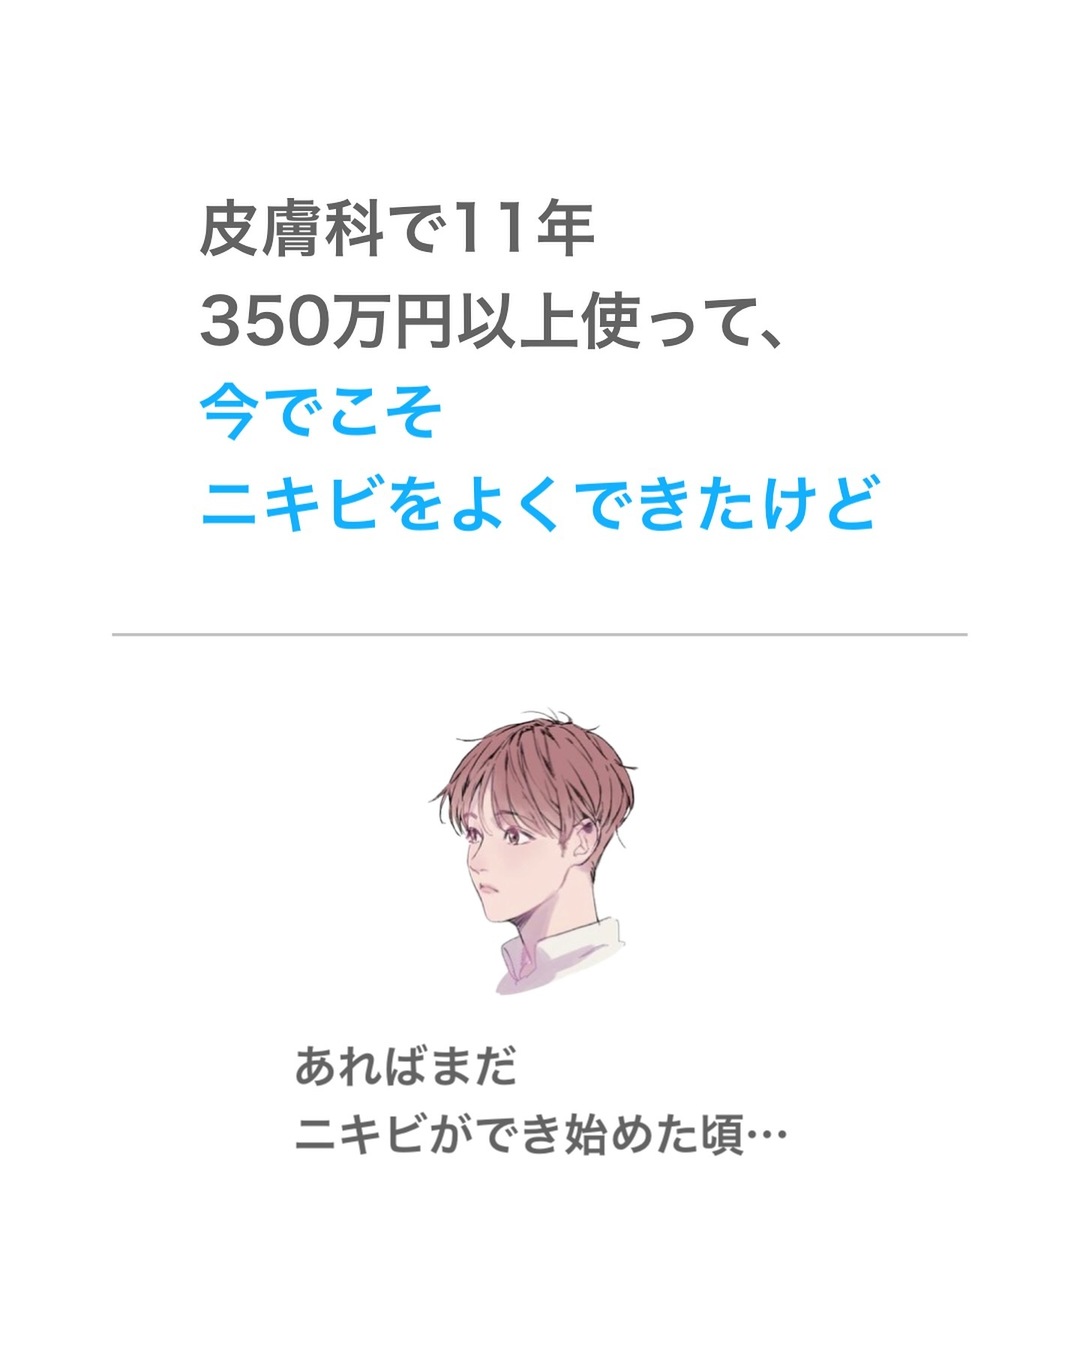 皮膚科で11年
350万円以上使って、
今でこそ
ニキビをよくできたけど
あればまだ
ニキビができ始めた頃…